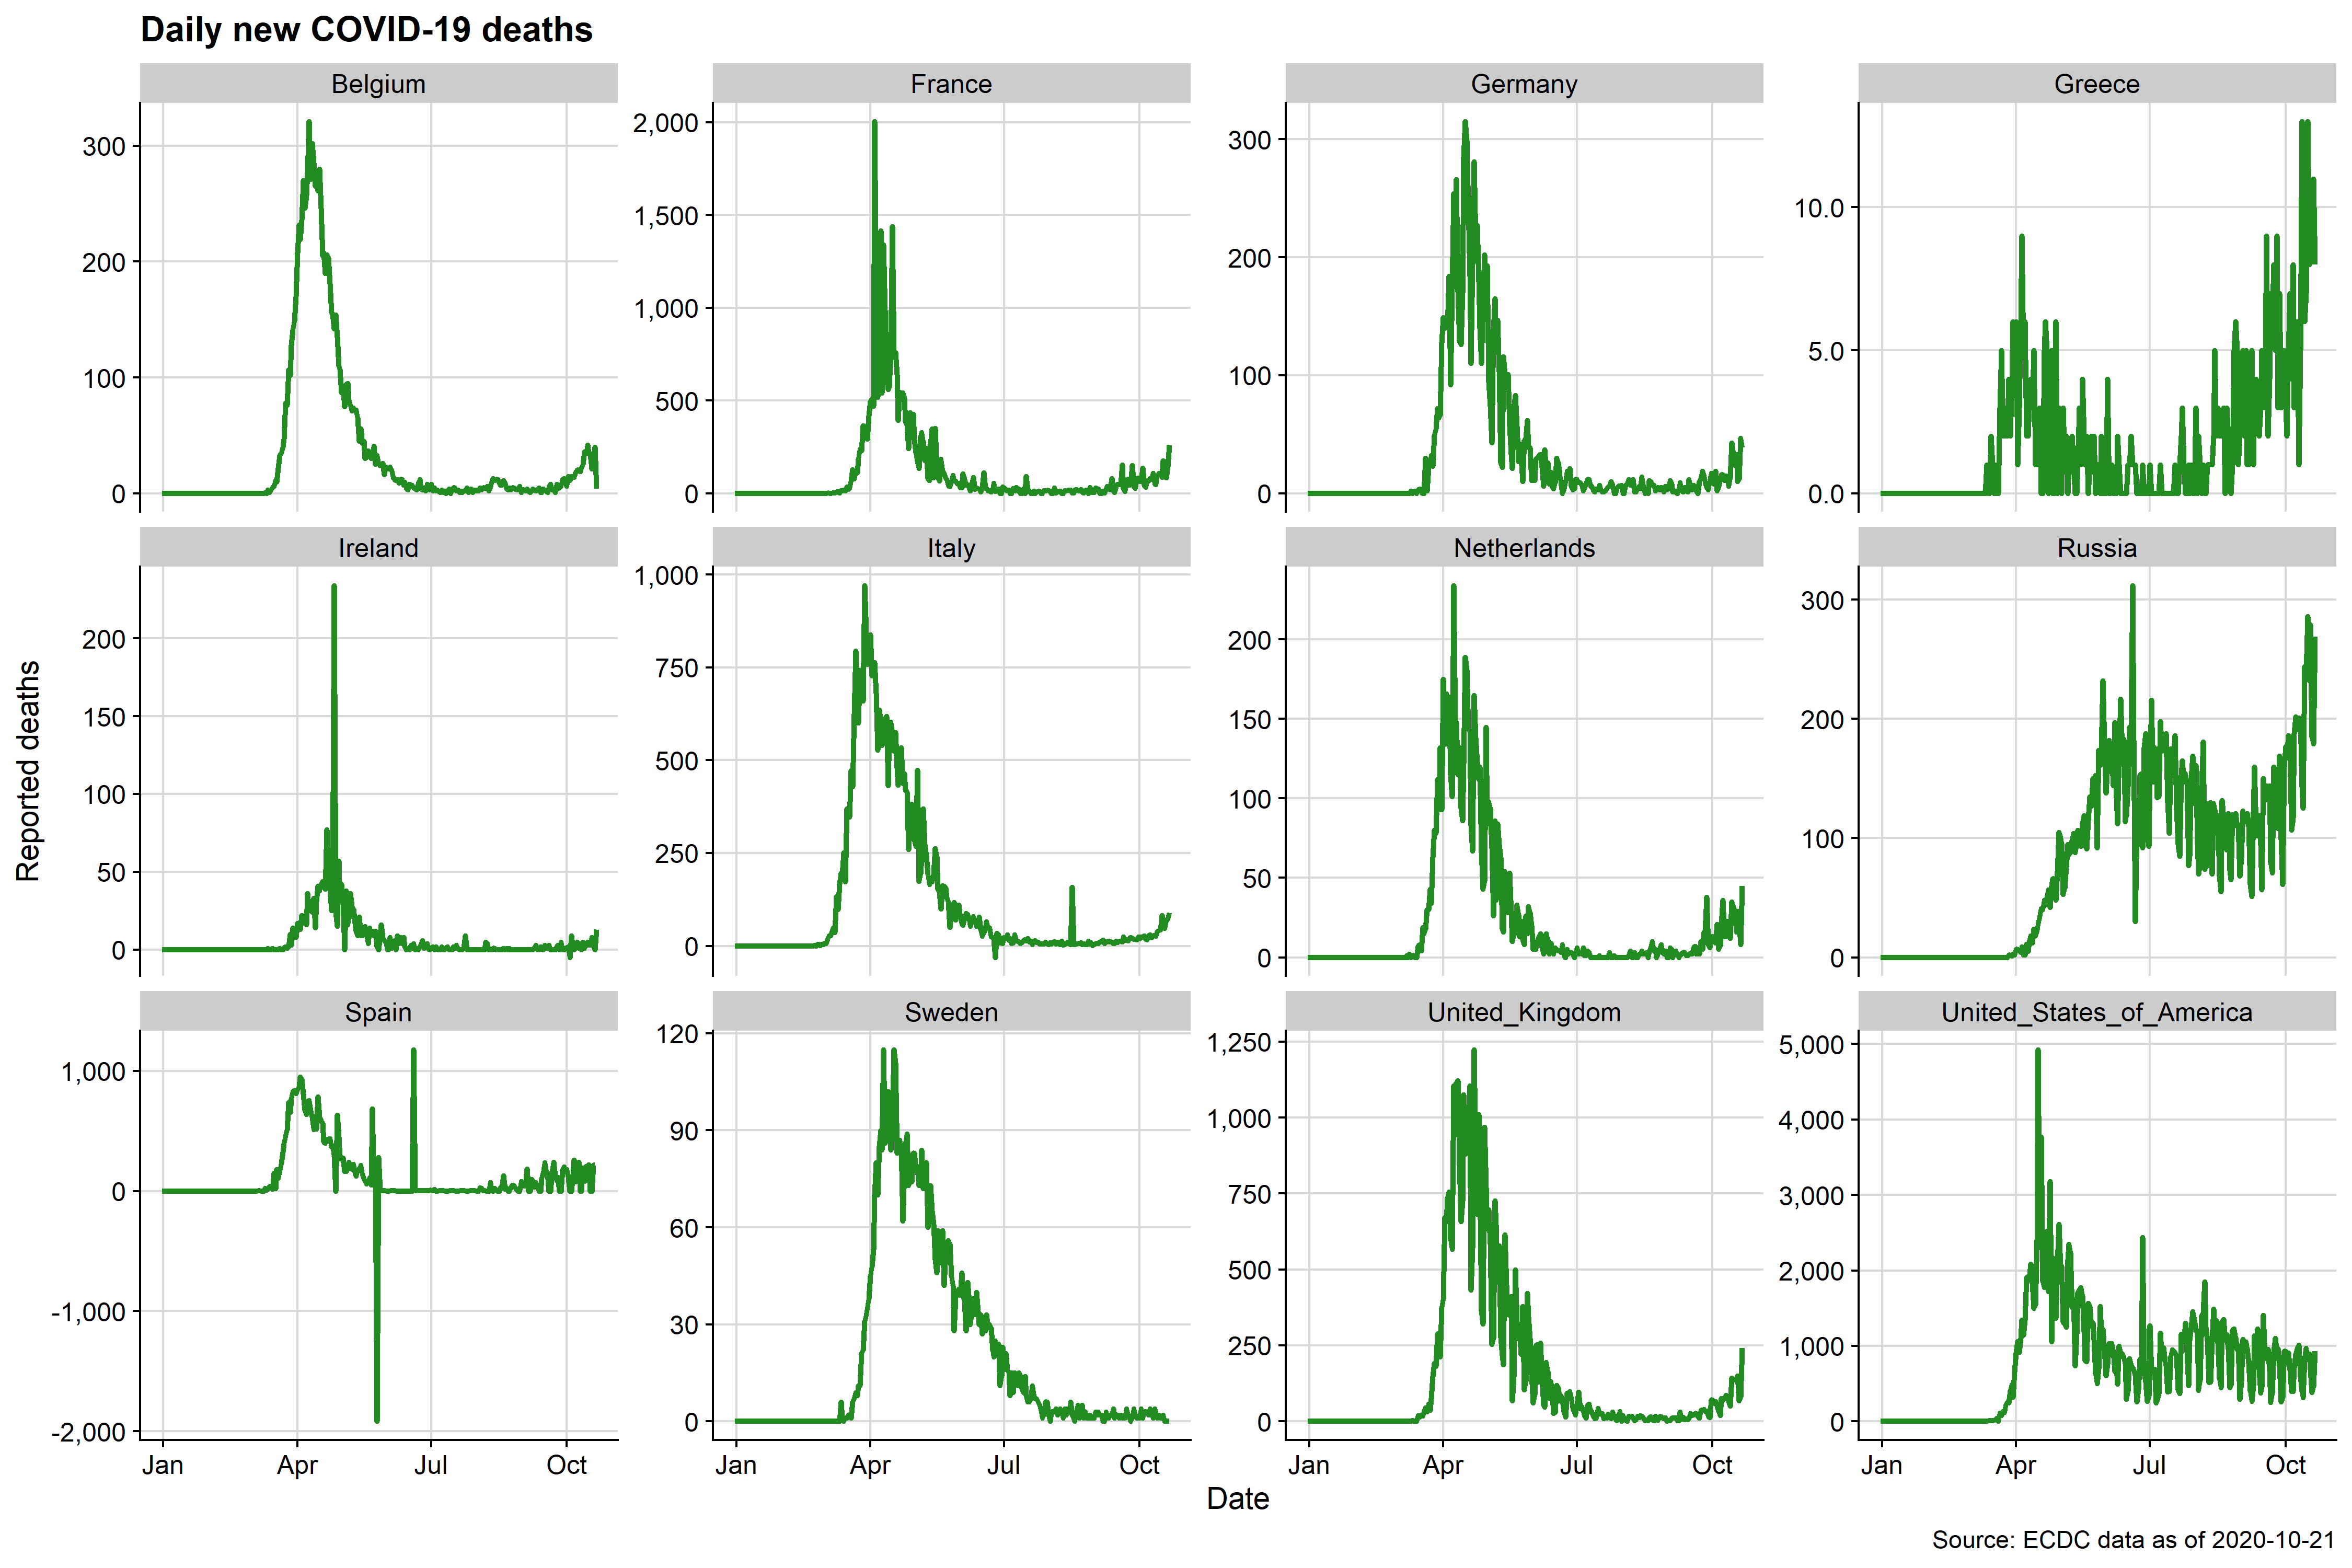 Daily new COVID-19 deaths
Belgium
France
Germany
Greece
300
200
100
0
2,000
1,500
1,000
500
0
300
200
100
0
10.0
5.0
0.0
Ireland
Italy
Netherlands
Russia
200
150
100
50
0
1,000
750
500
250
0
200
150
100
50
0
300
200
100
0
Reported deaths
Spain
Sweden
United_Kingdom
United_States_of_America
1,000
0
-1,000
-2,000
120
90
60
30
0
1,250
1,000
750
500
250
0
5,000
4,000
3,000
2,000
1,000
0
Jan Apr Jul Oct
Jan Apr Jul Oct
Jan Apr Jul Oct
Jan Apr Jul Oct
Date
Source: ECDC data as of 2020-10-21